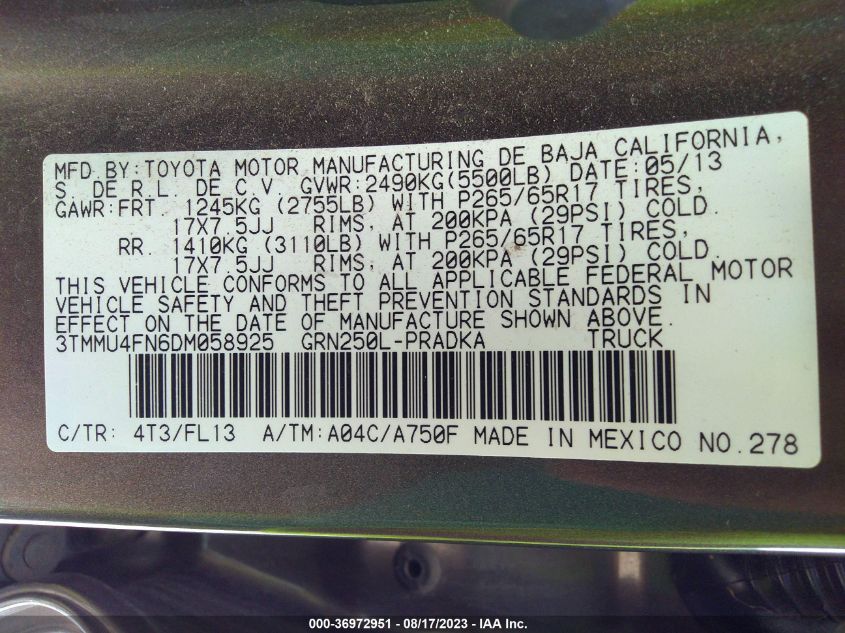 MFD BY:TOYOTA MOTOR MANUFACTURING DE BAJA CALIFORNIA,
S. DE R.L. DE C.V. GVWR:2490KG(5500LB) DATE:05/13
GAWR:FRT. 1245KG (2755LB) WITH P265/65R17 TIRES,
17X7.5JJ RIMS, AT 200KPA (29PSI) COLD.
RR. 1410KG (3110LB) WITH P265/65R17 TIRES,
17X7.5JJ RIMS, AT 200KPA (29PSI) COLD.
THIS VEHICLE CONFORMS TO ALL APPLICABLE FEDERAL MOTOR
VEHICLE SAFETY AND THEFT PREVENTION STANDARDS IN
EFFECT ON THE DATE OF MANUFACTURE SHOWN ABOVE.
3TMMU4FN6DM058925 GRN250L-PRADKA TRUCK
C/TR: 4T3/FL13 A/TM:A04C/A750F MADE IN MEXICO NO.278
000-36972951 - 08/17/2023 - IAA Inc.